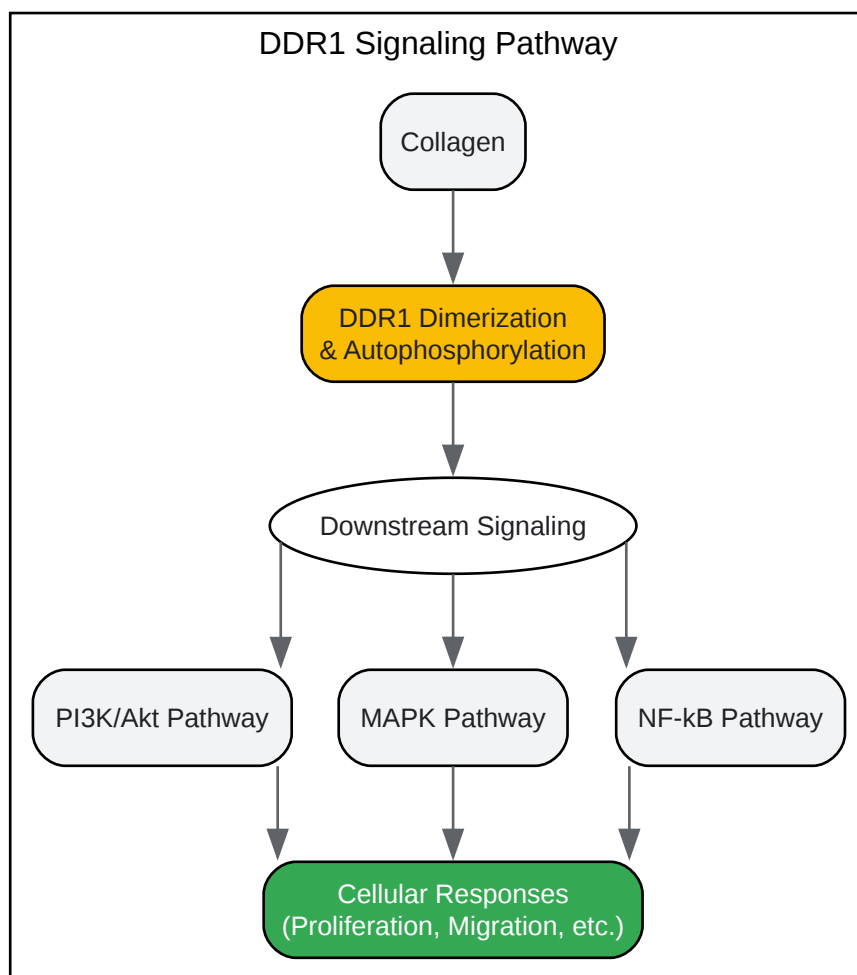 DDR1 Signaling Pathway
Collagen
DDR1 Dimerization
& Autophosphorylation
Downstream Signaling
PI3K/Akt Pathway
MAPK Pathway
NF-kB Pathway
Cellular Responses
(Proliferation, Migration, etc.)